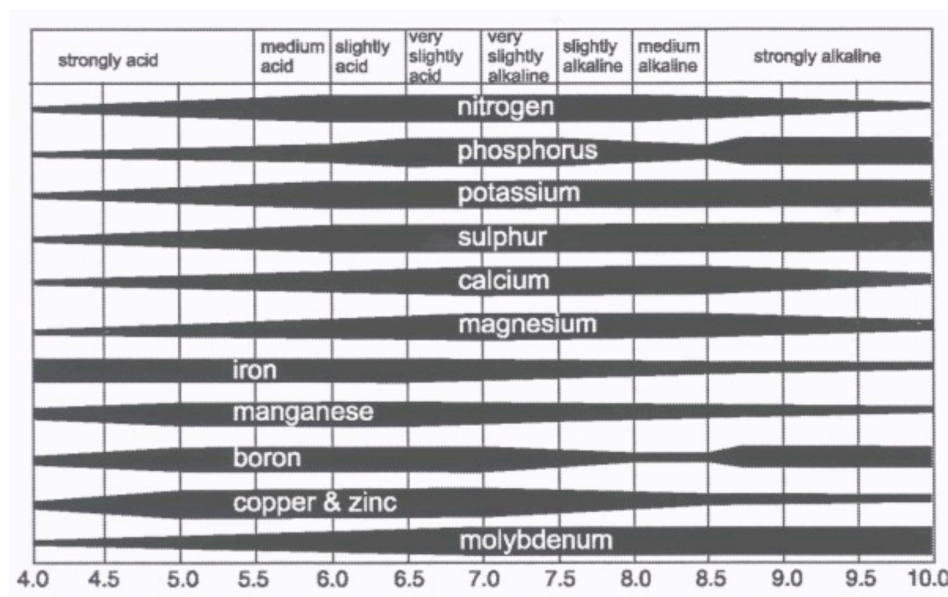 strongly acid
medium
acid
slightly
acid
very
slightly
acid
very
slightly
alkaline
slightly
alkaline
medium
alkaline
strongly alkaline
nitrogen
phosphorus
potassium
sulphur
calcium
magnesium
iron
manganese
boron
copper & zinc
molybdenum
4.0 4.5 5.0 5.5 6.0 6.5 7.0 7.5 8.0 8.5 9.0 9.5 10.0